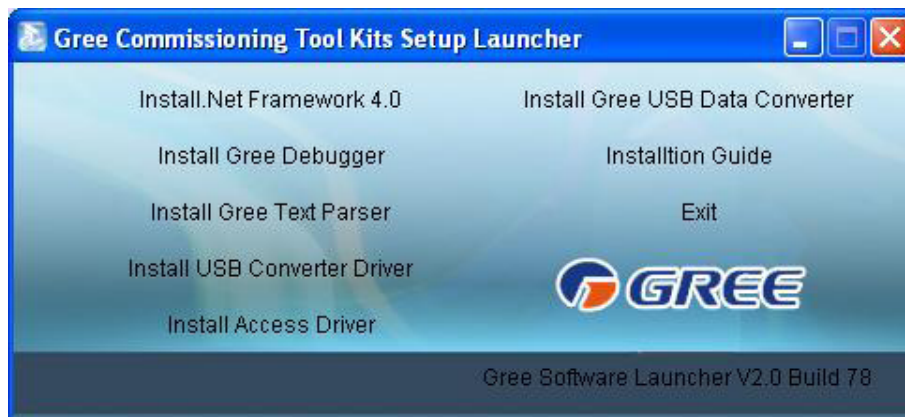 Gree Commissioning Tool Kits Setup Launcher
Install.Net Framework 4.0
Install Gree Debugger
Install Gree Text Parser
Install USB Converter Driver
Install Access Driver
Install Gree USB Data Converter
Installtion Guide
Exit
GREE
Gree Software Launcher V2.0 Build 78